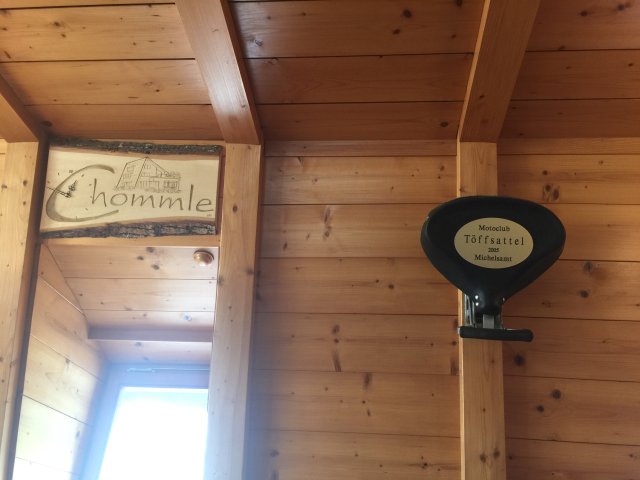 Chommle
Motoclub
Töffsattel
2005
Michelsamt